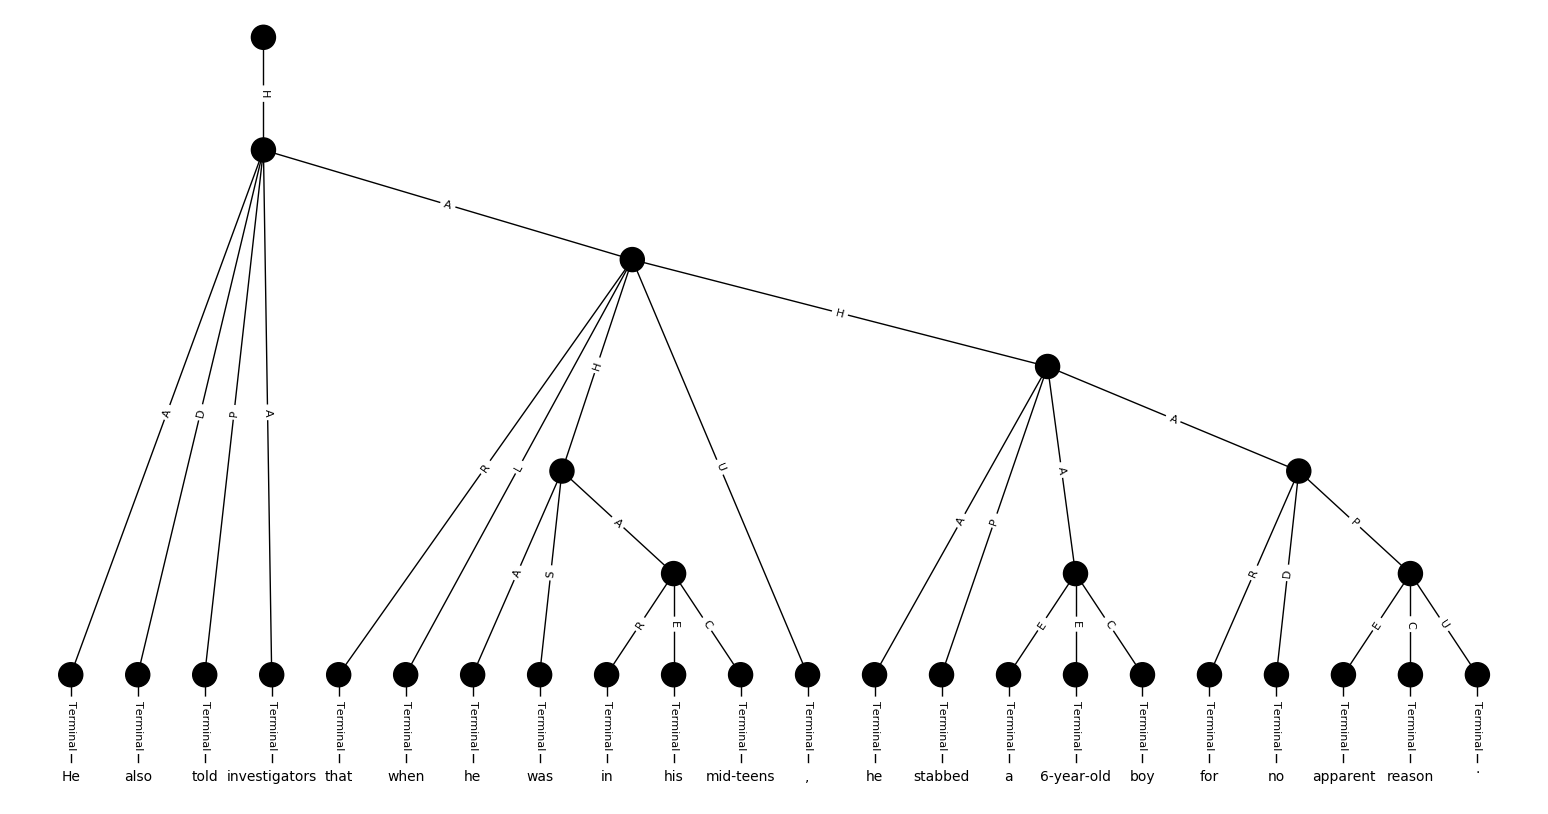 H
A
A D P A
H
R L H U
A
A P A
A S A
R D P
R E C
E E C
E C U
Terminal Terminal Terminal Terminal Terminal Terminal Terminal Terminal Terminal Terminal Terminal Terminal Terminal Terminal Terminal Terminal Terminal Terminal Terminal Terminal Terminal Terminal
He also told investigators that when he was in his mid-teens , he stabbed a 6-year-old boy for no apparent reason .